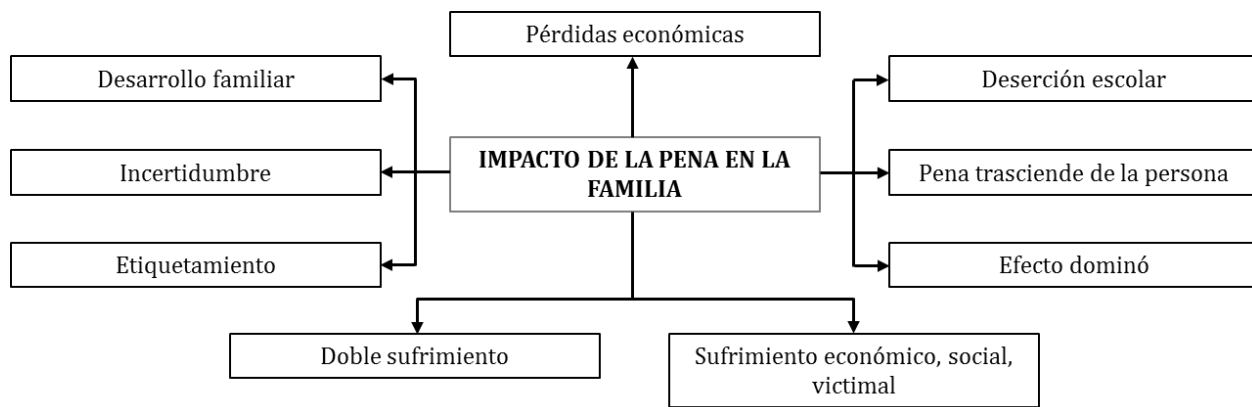 Pérdidas económicas
Desarrollo familiar
Deserción escolar
IMPACTO DE LA PENA EN LA
FAMILIA
Incertidumbre
Pena trasciende de la persona
Etiquetamiento
Efecto dominó
Doble sufrimiento
Sufrimiento económico, social,
victimal